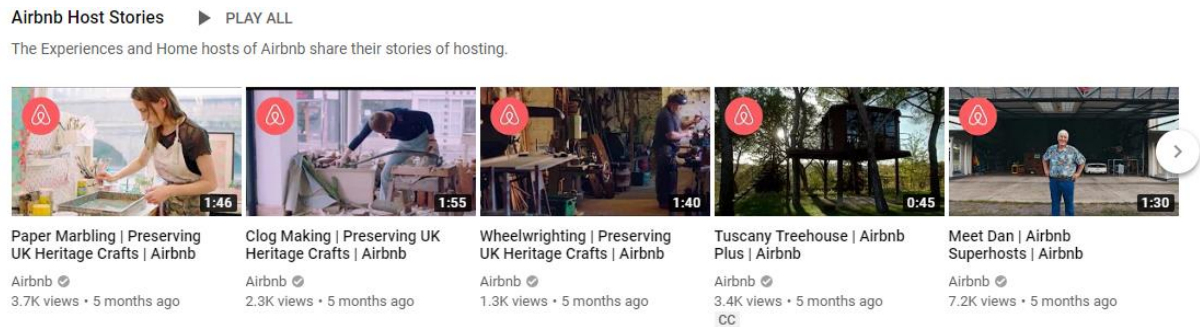 Airbnb Host Stories PLAY ALL
The Experiences and Home hosts of Airbnb share their stories of hosting.
1:46
1:55
1:40
0:45
1:30
Paper Marbling | Preserving
UK Heritage Crafts | Airbnb
Airbnb
3.7K views • 5 months ago
Clog Making | Preserving UK
Heritage Crafts | Airbnb
Airbnb
2.3K views • 5 months ago
Wheelwrighting | Preserving
UK Heritage Crafts | Airbnb
Airbnb
1.3K views • 5 months ago
Tuscany Treehouse | Airbnb
Plus | Airbnb
Airbnb
3.4K views • 5 months ago
CC
Meet Dan | Airbnb
Superhosts | Airbnb
Airbnb
7.2K views • 5 months ago